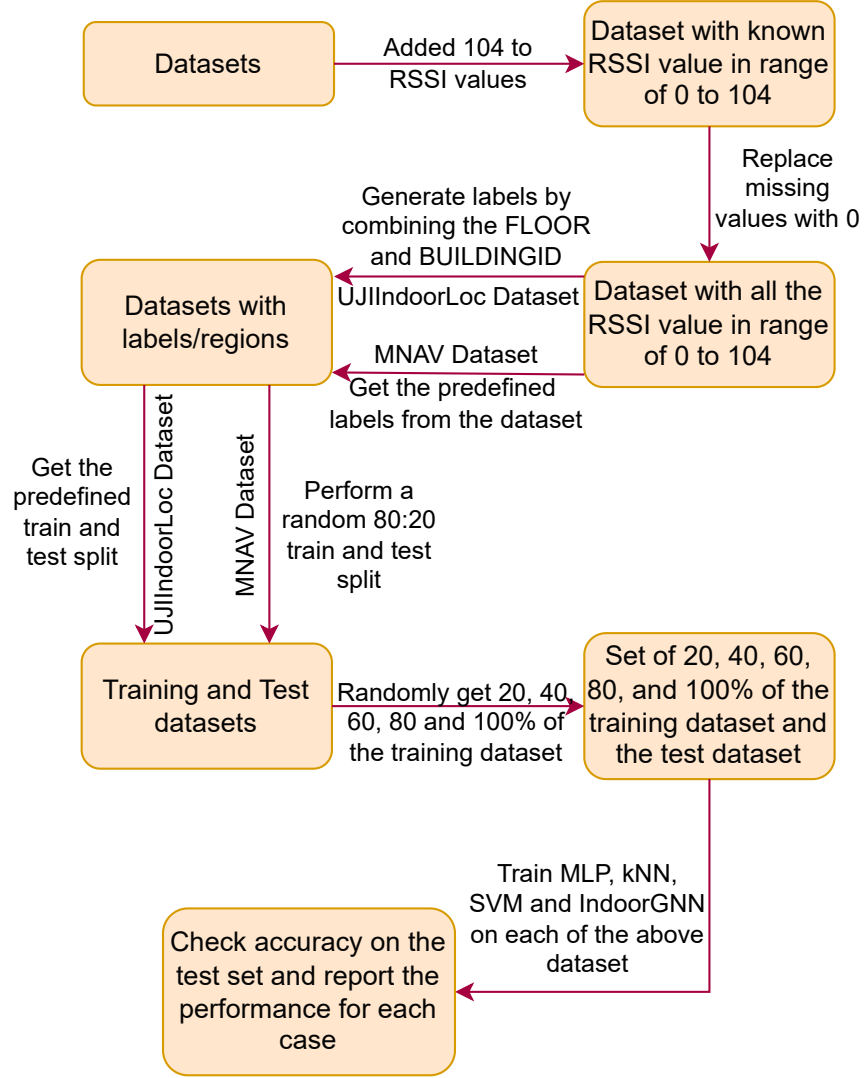 Datasets
Added 104 to
RSSI values
Dataset with known
RSSI value in range
of 0 to 104
Replace
missing
values with 0
Generate labels by
combining the FLOOR
and BUILDINGID
UJIIndoorLoc Dataset
Dataset with all the
RSSI value in range
of 0 to 104
Datasets with
labels/regions
MNAV Dataset
Get the predefined
labels from the dataset
Get the
predefined
train and
test split
UJIIndoorLoc Dataset
MNAV Dataset
Perform a
random 80:20
train and test
split
Training and Test
datasets
Randomly get 20, 40,
60, 80 and 100% of
the training dataset
Set of 20, 40, 60,
80, and 100% of the
training dataset and
the test dataset
Train MLP, kNN,
SVM and IndoorGNN
on each of the above
dataset
Check accuracy on the
test set and report the
performance for each
case